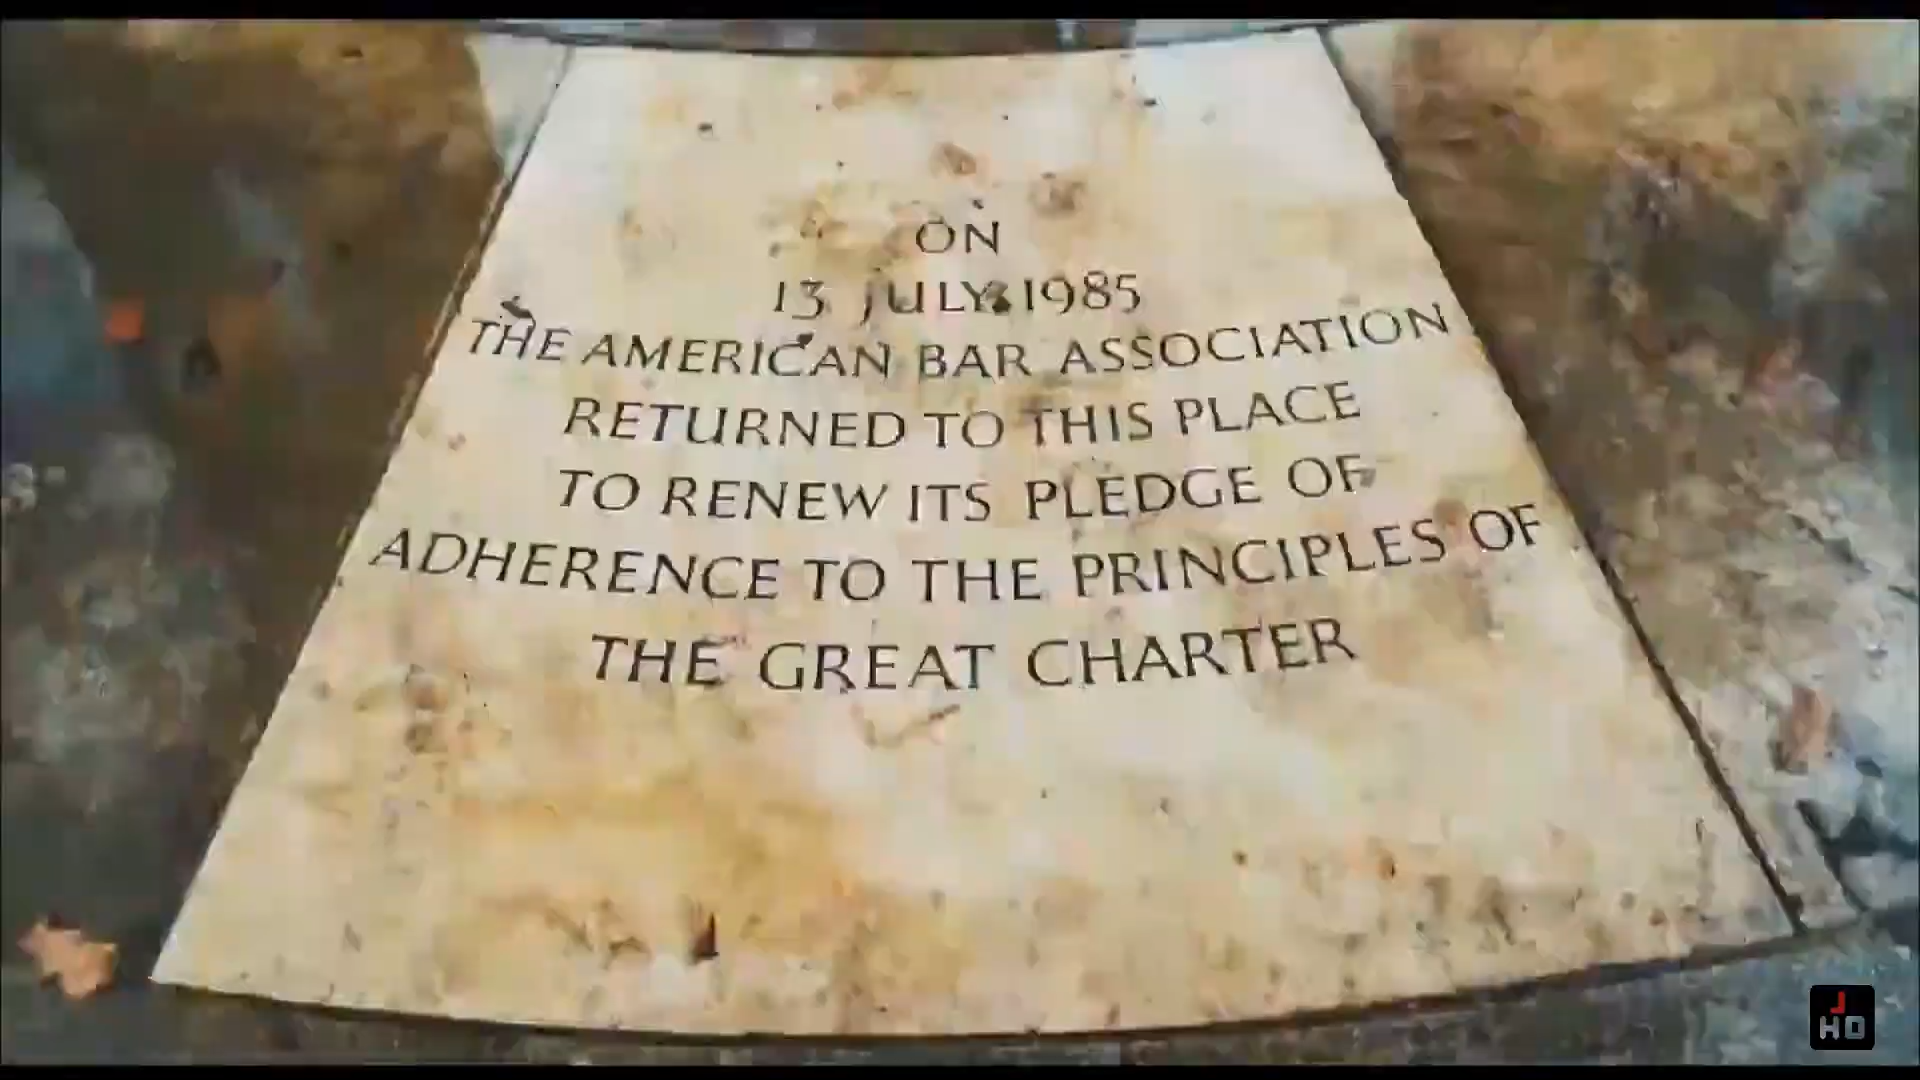 ON
13 JULY 1985
THE AMERICAN BAR ASSOCIATION
RETURNED TO THIS PLACE
TO RENEW ITS PLEDGE OF
ADHERENCE TO THE PRINCIPLES OF
THE GREAT CHARTER
J
HD